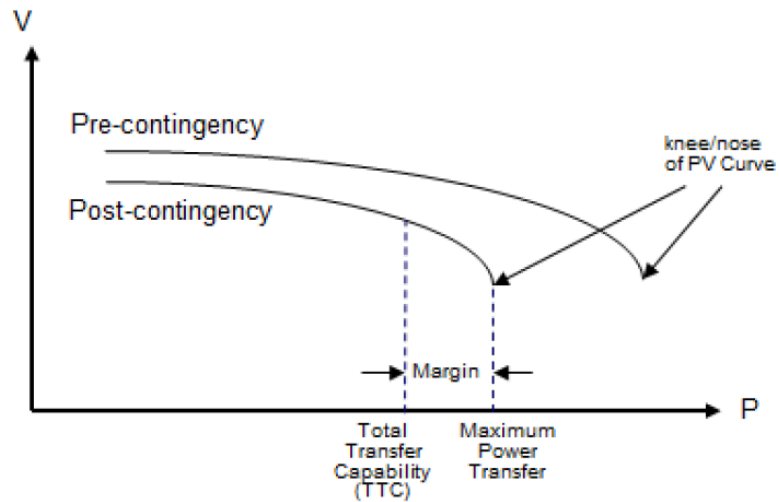 V
Pre-contingency
knee/nose
of PV Curve
Post-contingency
Margin
P
Total
Transfer
Capability
(TTC)
Maximum
Power
Transfer